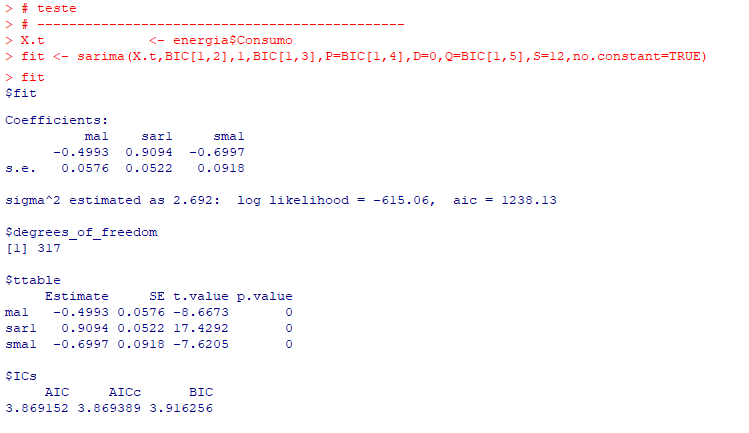 > # teste
> # ----------------------------------------------
> X.t              <- energia$Consumo
> fit <- sarima(X.t,BIC[1,2],1,BIC[1,3],P=BIC[1,4],D=0,Q=BIC[1,5],S=12,no.constant=TRUE)
> fit
$fit
Coefficients:
          ma1    sar1     sma1
      -0.4993  0.9094  -0.6997
s.e.   0.0576  0.0522   0.0918
sigma^2 estimated as 2.692:  log likelihood = -615.06,  aic = 1238.13
$degrees_of_freedom
[1] 317
$ttable
     Estimate     SE t.value p.value
ma1   -0.4993 0.0576 -8.6673       0
sar1   0.9094 0.0522 17.4292       0
sma1  -0.6997 0.0918 -7.6205       0
$ICs
     AIC     AICc      BIC
3.869152 3.869389 3.916256